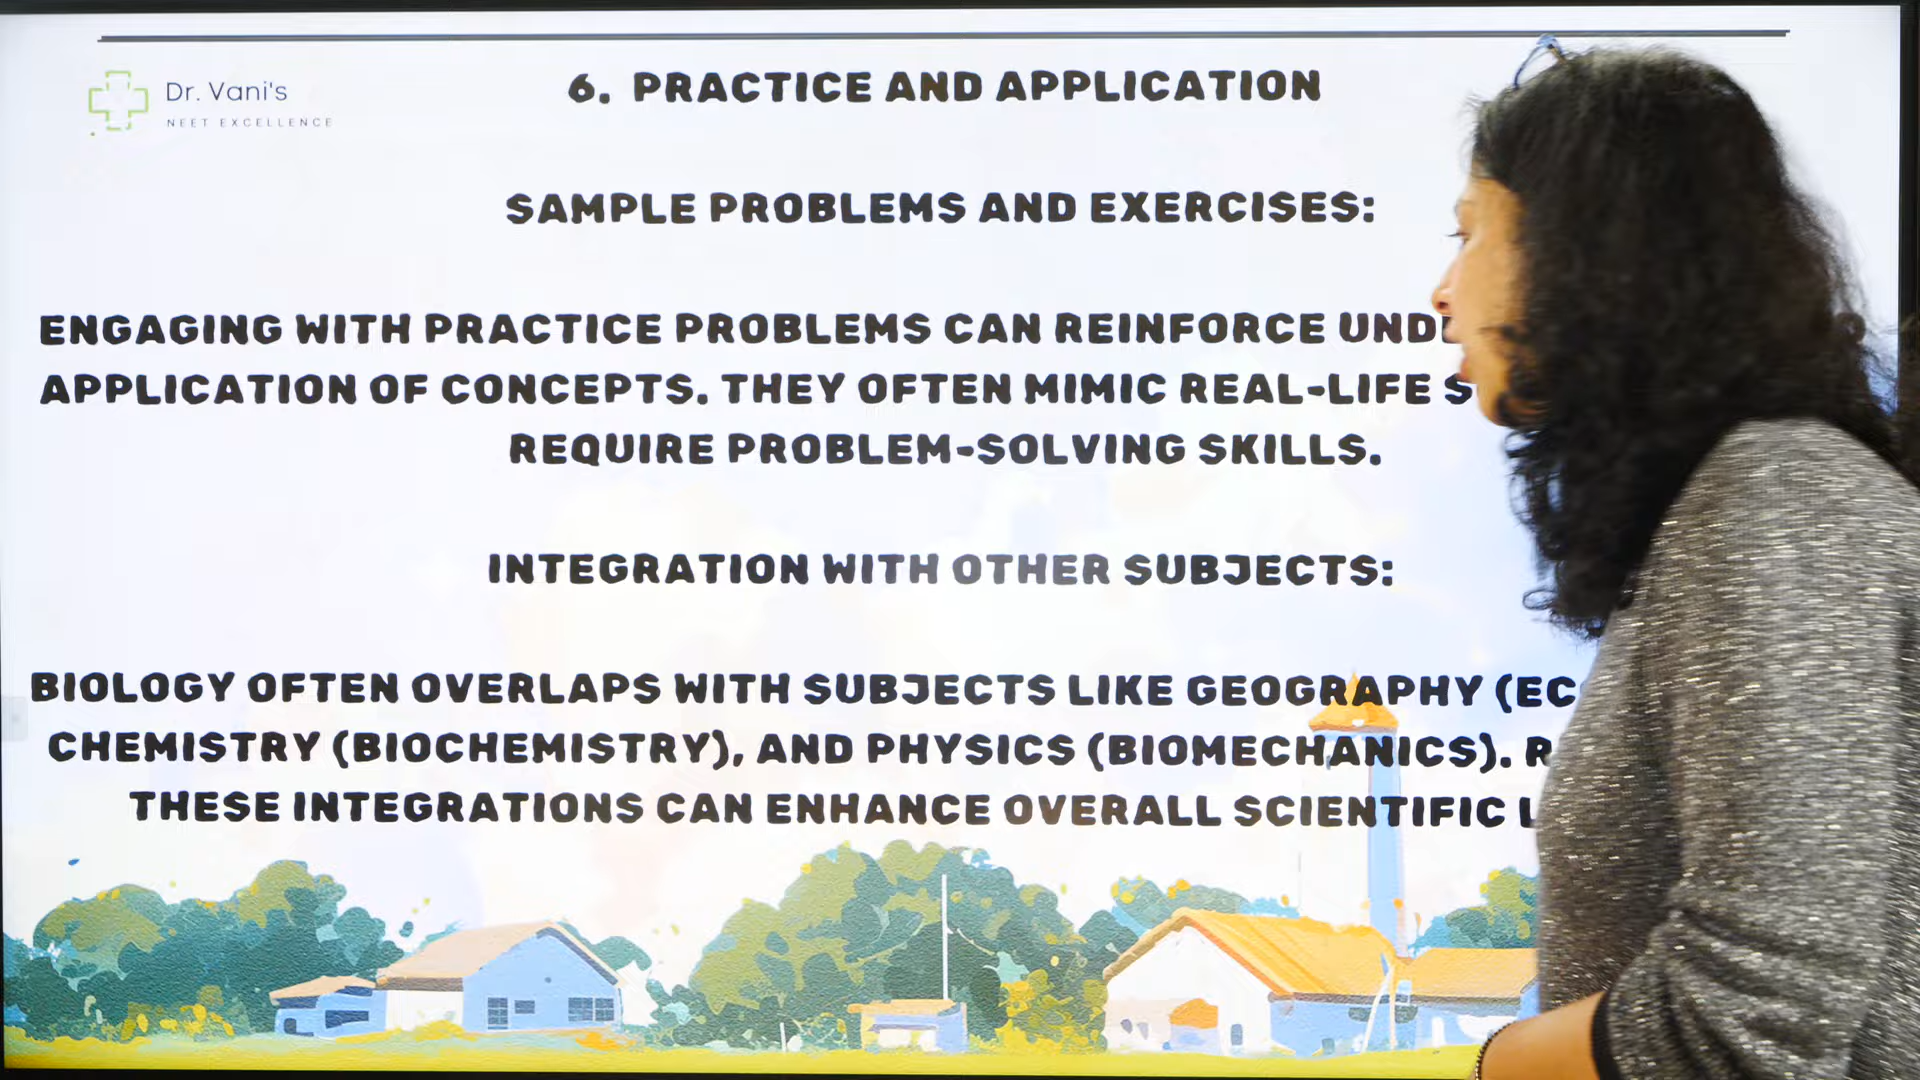 Dr. Vani's
NEET EXCELLENCE
6. PRACTICE AND APPLICATION
SAMPLE PROBLEMS AND EXERCISES:
ENGAGING WITH PRACTICE PROBLEMS CAN REINFORCE
APPLICATION OF CONCEPTS. THEY OFTEN MIMIC REAL-LIFE
REQUIRE PROBLEM-SOLVING SKILLS.
INTEGRATION WITH OTHER SUBJECTS:
BIOLOGY OFTEN OVERLAPS WITH SUBJECTS LIKE GEOGRAPHY
CHEMISTRY (BIOCHEMISTRY), AND PHYSICS (BIOMECHANICS).
THESE INTEGRATIONS CAN ENHANCE OVERALL SCIENTIFIC